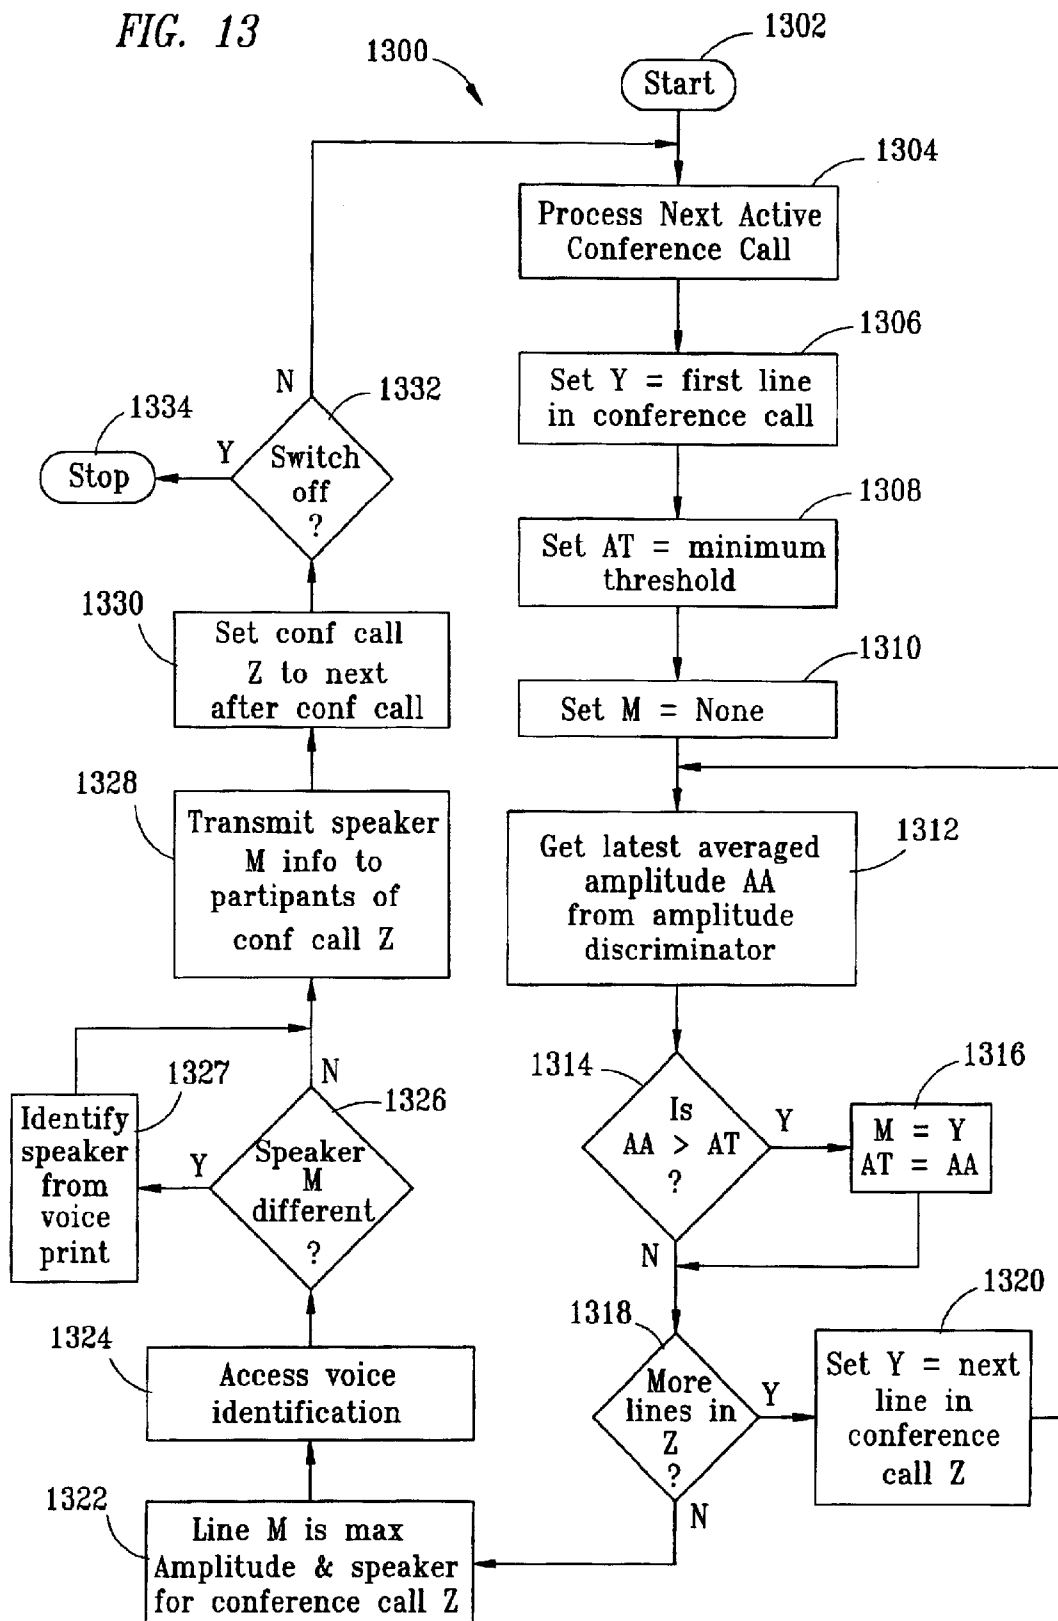 FIG. 13
1300
1302
Start
1304
Process Next Active
Conference Call
1306
Set Y = first line
in conference call
1308
Set AT = minimum
threshold
1310
Set M = None
1312
Get latest averaged
amplitude AA
from amplitude
discriminator
1314
Is
AA > AT
?
Y
N
1316
M = Y
AT = AA
1318
More
lines in
Z
?
Y
N
1320
Set Y = next
line in
conference
call Z
1322
Line M is max
Amplitude & speaker
for conference call Z
1324
Access voice
identification
1326
Speaker
M
different
?
Y
N
1327
Identify
speaker
from
voice
print
1328
Transmit speaker
M info to
partipants of
conf call Z
1330
Set conf call
Z to next
after conf call
1332
Switch
off
?
N
Y
1334
Stop